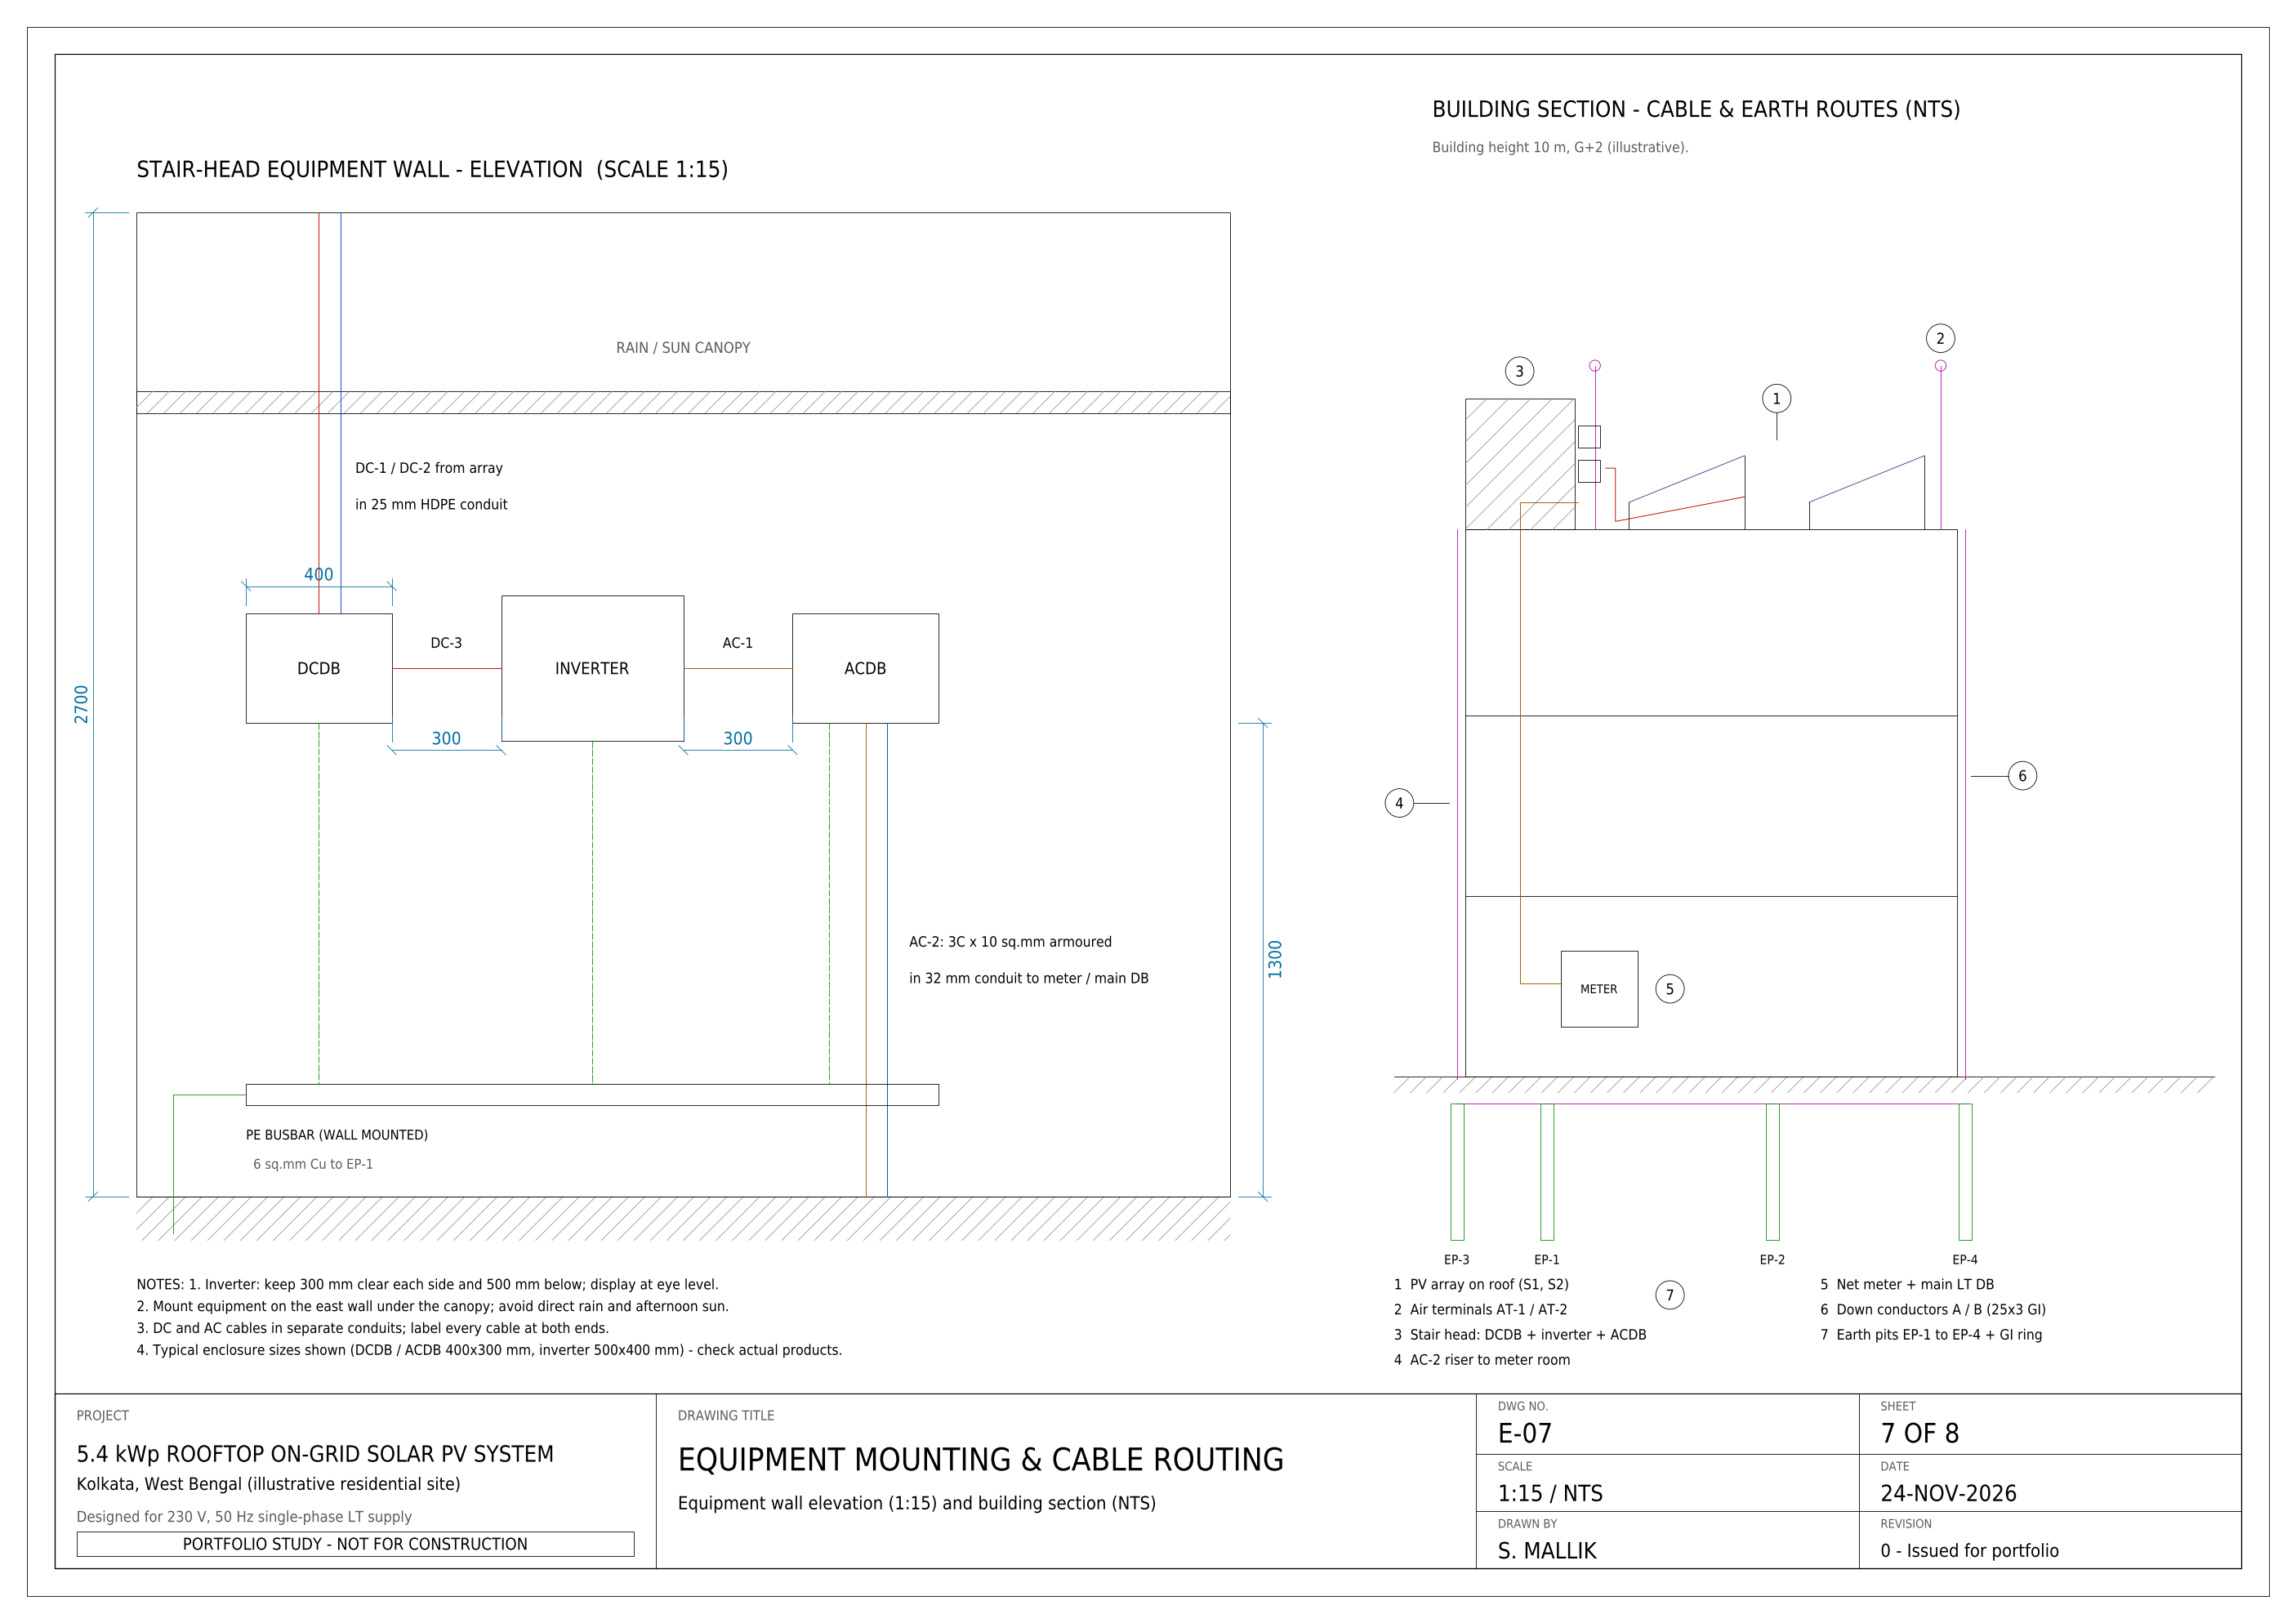 BUILDING SECTION - CABLE & EARTH ROUTES (NTS)
Building height 10 m, G+2 (illustrative).
STAIR-HEAD EQUIPMENT WALL - ELEVATION  (SCALE 1:15)
RAIN / SUN CANOPY
DC-1 / DC-2 from array
in 25 mm HDPE conduit
400
2700
DCDB
DC-3
INVERTER
AC-1
ACDB
300
300
1300
AC-2: 3C x 10 sq.mm armoured
in 32 mm conduit to meter / main DB
PE BUSBAR (WALL MOUNTED)
6 sq.mm Cu to EP-1
NOTES: 1. Inverter: keep 300 mm clear each side and 500 mm below; display at eye level.
2. Mount equipment on the east wall under the canopy; avoid direct rain and afternoon sun.
3. DC and AC cables in separate conduits; label every cable at both ends.
4. Typical enclosure sizes shown (DCDB / ACDB 400x300 mm, inverter 500x400 mm) - check actual products.
2
3
1
6
4
METER
5
EP-3
EP-1
EP-2
EP-4
7
1  PV array on roof (S1, S2)
2  Air terminals AT-1 / AT-2
3  Stair head: DCDB + inverter + ACDB
4  AC-2 riser to meter room
5  Net meter + main LT DB
6  Down conductors A / B (25x3 GI)
7  Earth pits EP-1 to EP-4 + GI ring
PROJECT
5.4 kWp ROOFTOP ON-GRID SOLAR PV SYSTEM
Kolkata, West Bengal (illustrative residential site)
Designed for 230 V, 50 Hz single-phase LT supply
PORTFOLIO STUDY - NOT FOR CONSTRUCTION
DRAWING TITLE
EQUIPMENT MOUNTING & CABLE ROUTING
Equipment wall elevation (1:15) and building section (NTS)
DWG NO.
E-07
SHEET
7 OF 8
SCALE
1:15 / NTS
DATE
24-NOV-2026
DRAWN BY
S. MALLIK
REVISION
0 - Issued for portfolio